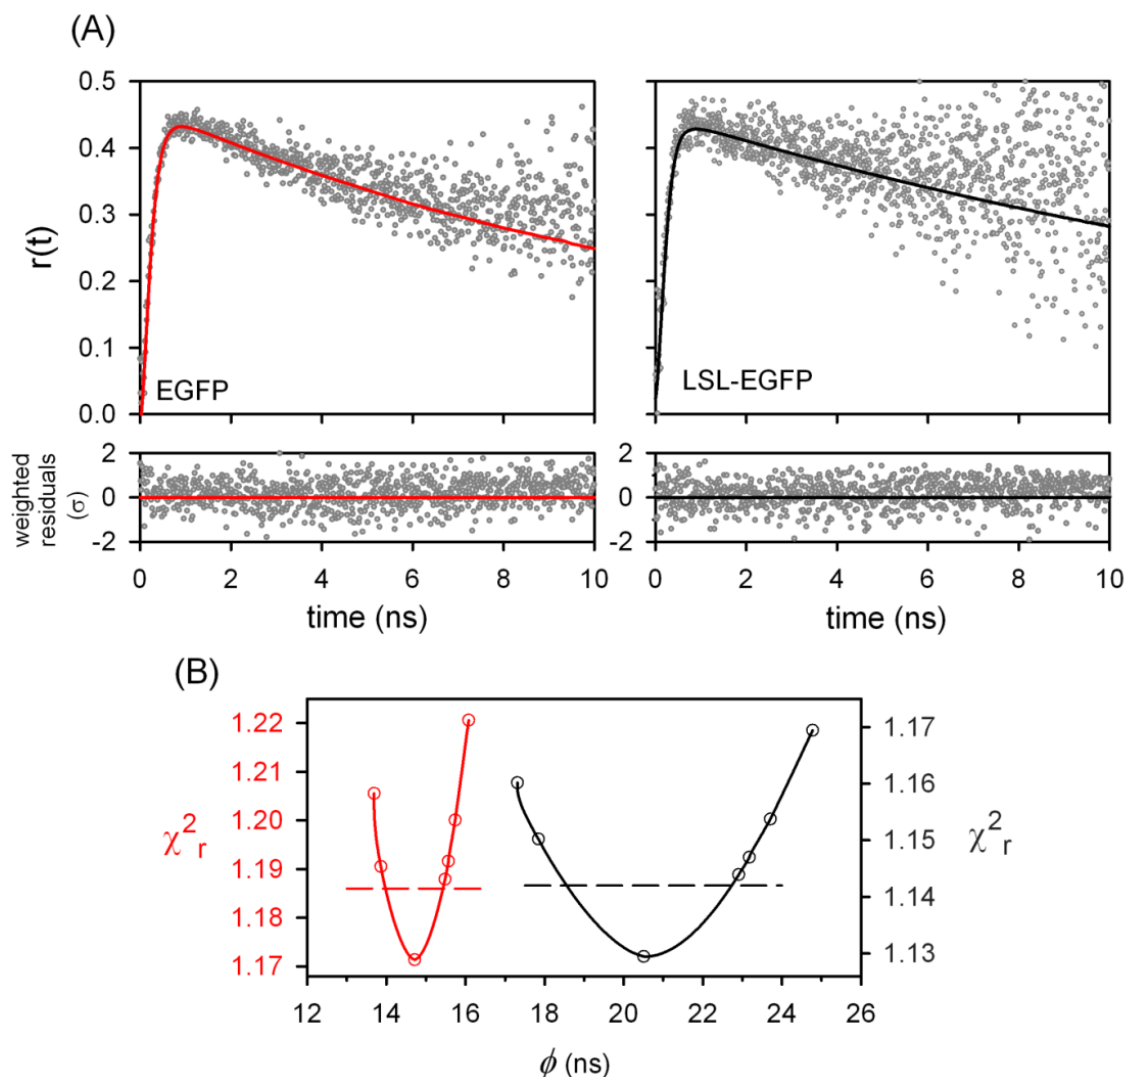 (A)
0.5
0.4
0.3
0.2
0.1
0.0
r(t)
EGFP
LSL-EGFP
2
0
-2
weighted
residuals
(σ)
2
0
-2
0 2 4 6 8 10
0 2 4 6 8 10
time (ns)
time (ns)
(B)
1.22
1.21
1.20
1.19
1.18
1.17
χ²r
1.17
1.16
1.15
1.14
1.13
χ²r
12 14 16 18 20 22 24 26
ϕ (ns)